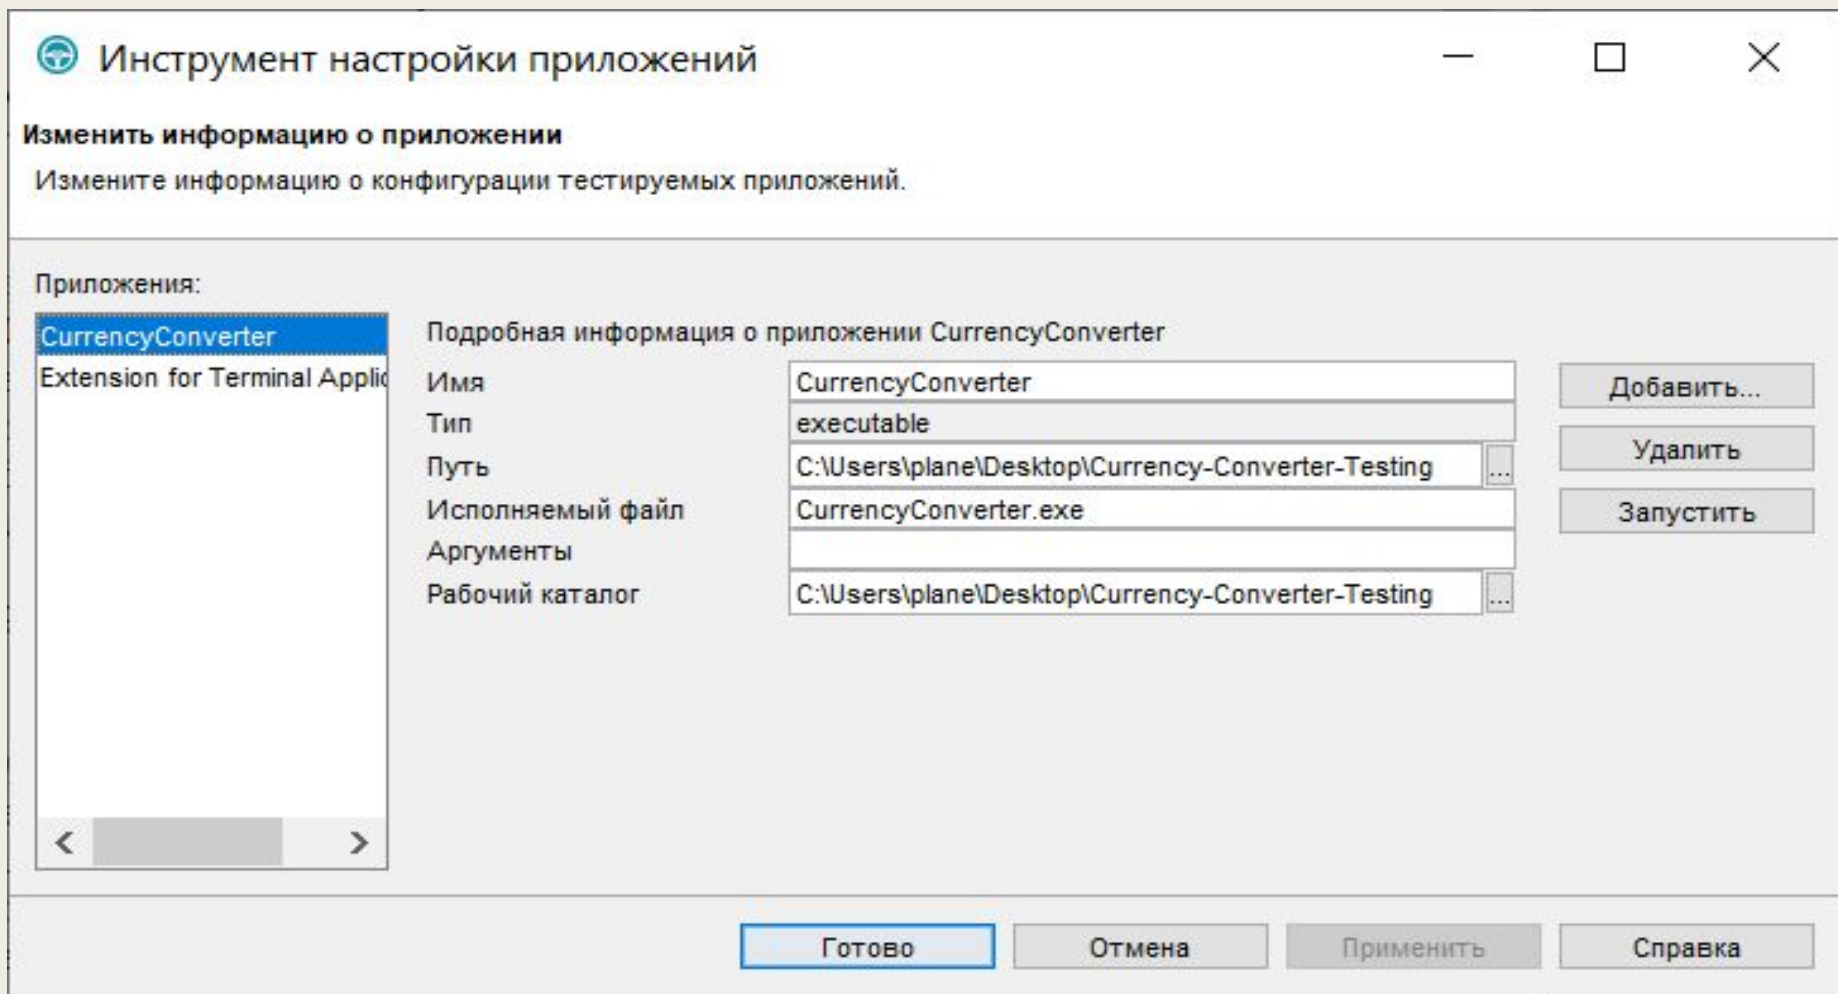 Инструмент настройки приложений
Изменить информацию о приложении
Измените информацию о конфигурации тестируемых приложений.
Приложения:
CurrencyConverter
Extension for Terminal Applic
Подробная информация о приложении CurrencyConverter
Имя CurrencyConverter
Тип executable
Путь C:\Users\plane\Desktop\Currency-Converter-Testing ...
Исполняемый файл CurrencyConverter.exe
Аргументы
Рабочий каталог C:\Users\plane\Desktop\Currency-Converter-Testing ...
Добавить...
Удалить
Запустить
Готово Отмена Применить Справка